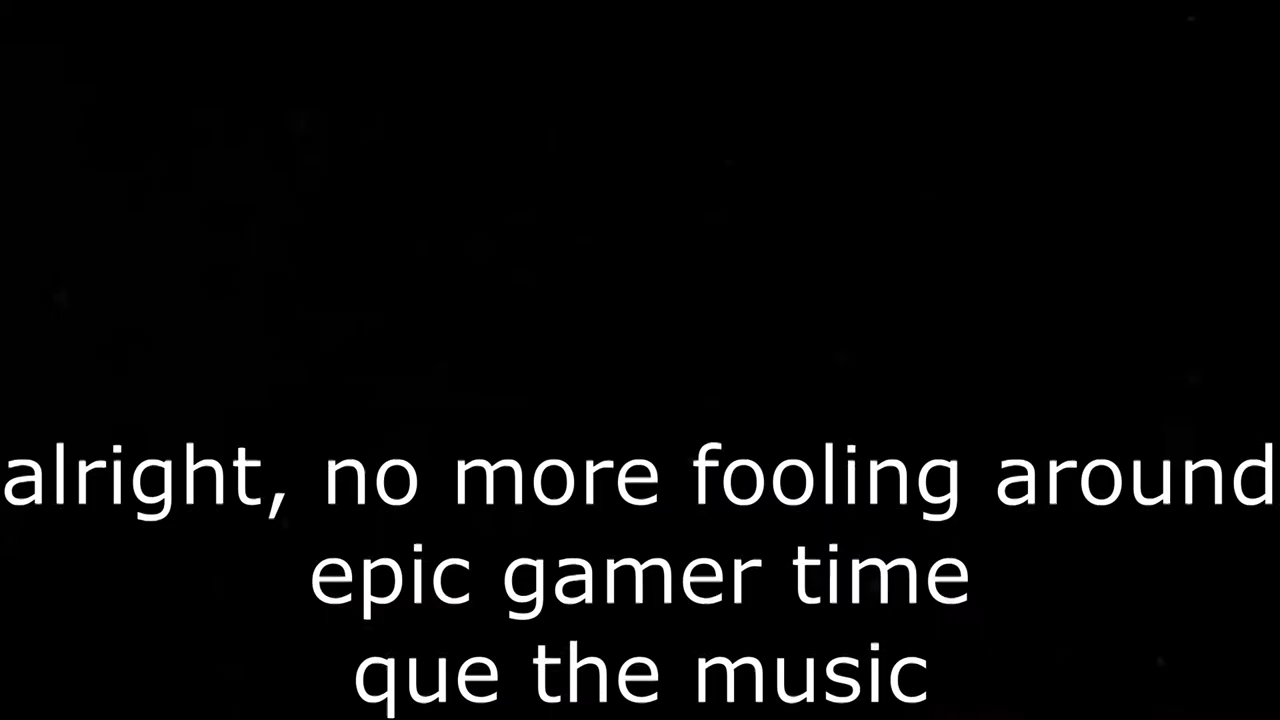 alright, no more fooling around
epic gamer time
que the music